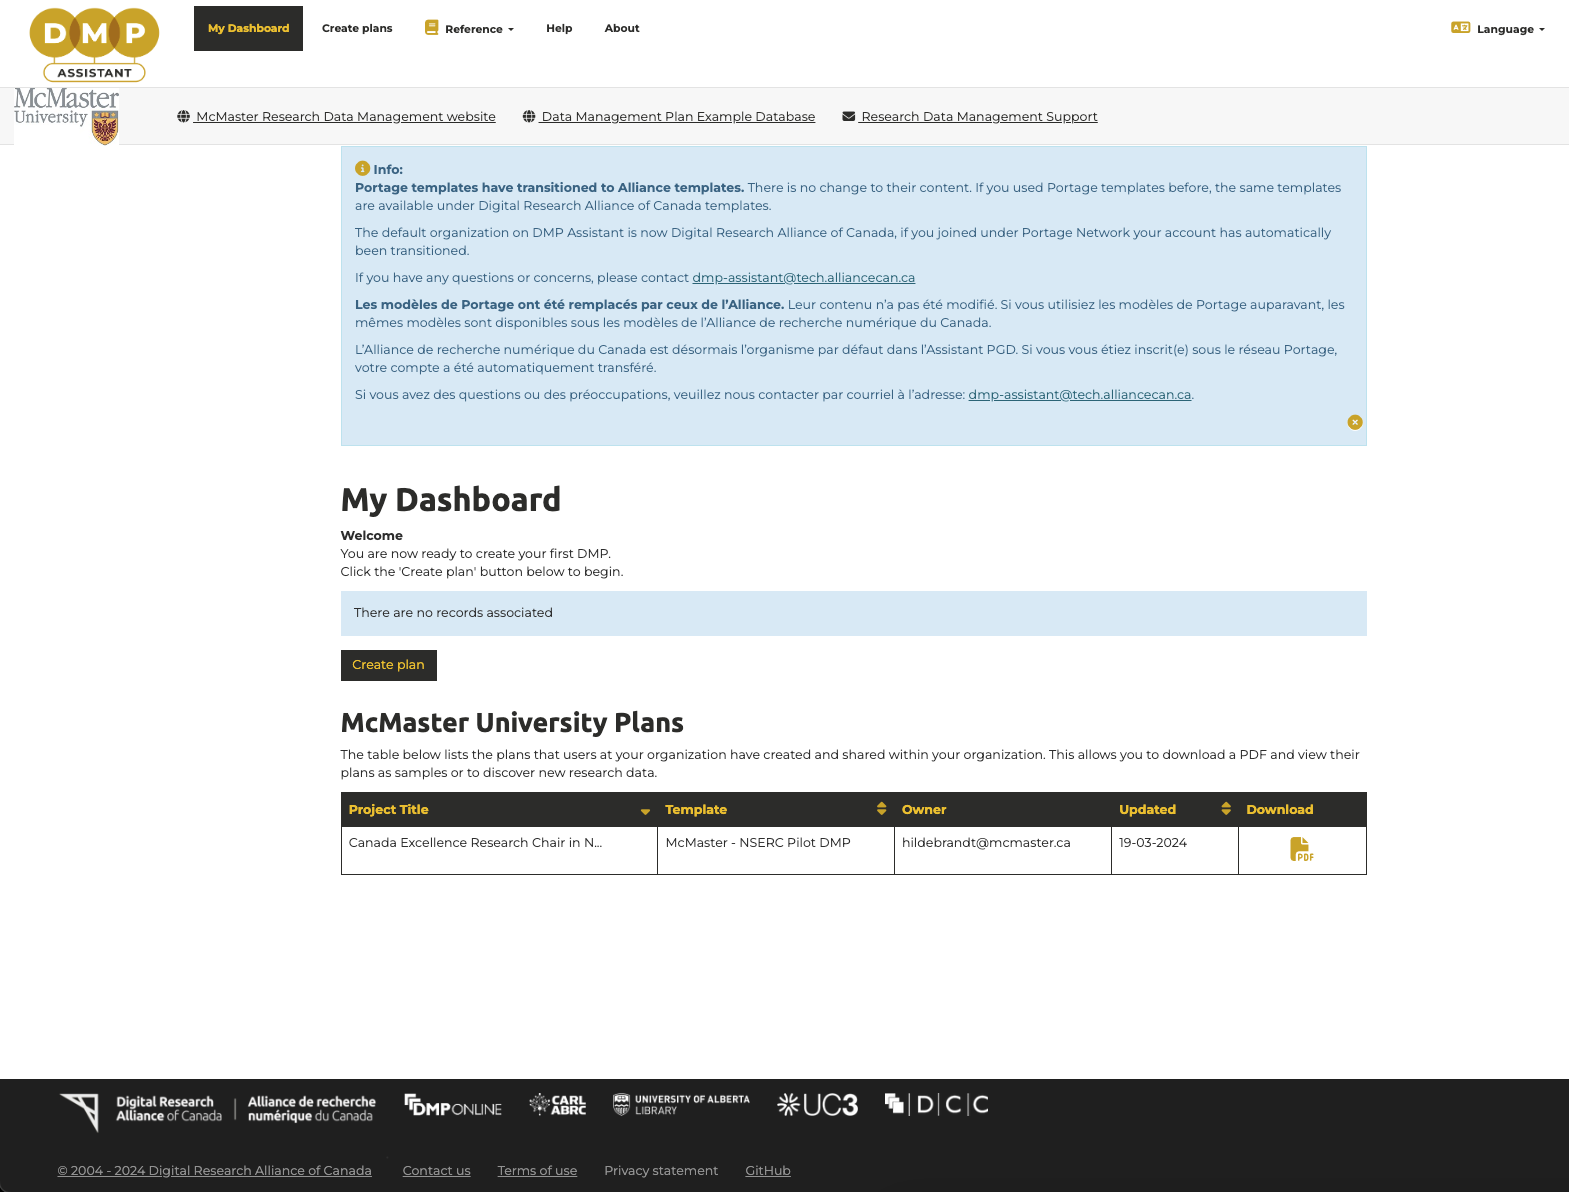 DMP
ASSISTANT
My Dashboard
Create plans
Reference
Help
About
Language
McMaster
University
McMaster Research Data Management website
Data Management Plan Example Database
Research Data Management Support
Info:
Portage templates have transitioned to Alliance templates. There is no change to their content. If you used Portage templates before, the same templates
are available under Digital Research Alliance of Canada templates.
The default organization on DMP Assistant is now Digital Research Alliance of Canada, if you joined under Portage Network your account has automatically
been transitioned.
If you have any questions or concerns, please contact dmp-assistant@tech.alliancecan.ca
Les modèles de Portage ont été remplacés par ceux de l’Alliance. Leur contenu n’a pas été modifié. Si vous utilisiez les modèles de Portage auparavant, les
mêmes modèles sont disponibles sous les modèles de l’Alliance de recherche numérique du Canada.
L’Alliance de recherche numérique du Canada est désormais l’organisme par défaut dans l’Assistant PGD. Si vous vous étiez inscrit(e) sous le réseau Portage,
votre compte a été automatiquement transféré.
Si vous avez des questions ou des préoccupations, veuillez nous contacter par courriel à l’adresse: dmp-assistant@tech.alliancecan.ca.
My Dashboard
Welcome
You are now ready to create your first DMP.
Click the 'Create plan' button below to begin.
There are no records associated
Create plan
McMaster University Plans
The table below lists the plans that users at your organization have created and shared within your organization. This allows you to download a PDF and view their
plans as samples or to discover new research data.
Project Title Template Owner Updated Download
Canada Excellence Research Chair in N... McMaster - NSERC Pilot DMP hildebrandt@mcmaster.ca 19-03-2024 PDF
Digital Research
Alliance of Canada
Alliance de recherche
numérique du Canada
DMPONLINE
CARL
ABRC
UNIVERSITY OF ALBERTA
LIBRARY
UC3
D|C|C
© 2004 - 2024 Digital Research Alliance of Canada
Contact us
Terms of use
Privacy statement
GitHub